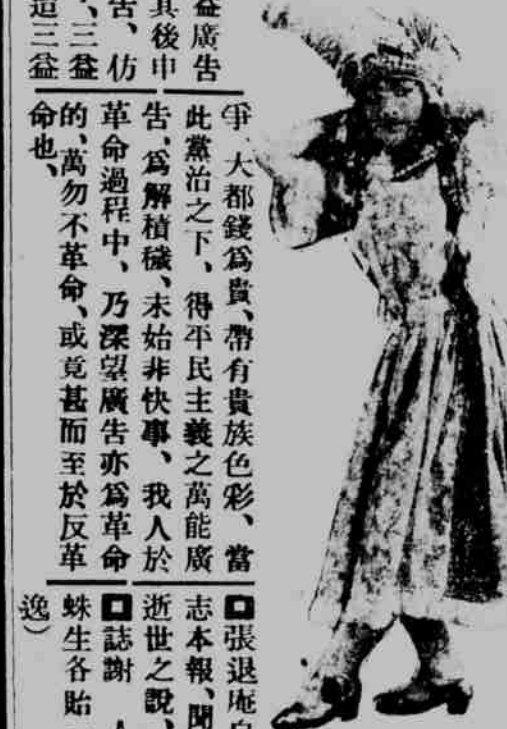 益廣告
其後中
告、仿
、三益
造三益
爭、大都錢爲貴、帶有貴族色彩、當
此黨治之下、得平民主義之萬能廣
告、爲解積穢、未始非快事、我人於
革命過程中、乃深望廣告亦爲革命
的、萬勿不革命、或竟甚而至於反革
命也、
□張退庵
志本報、聞
逝世之說、
□誌謝
蛛生各貽
逸）